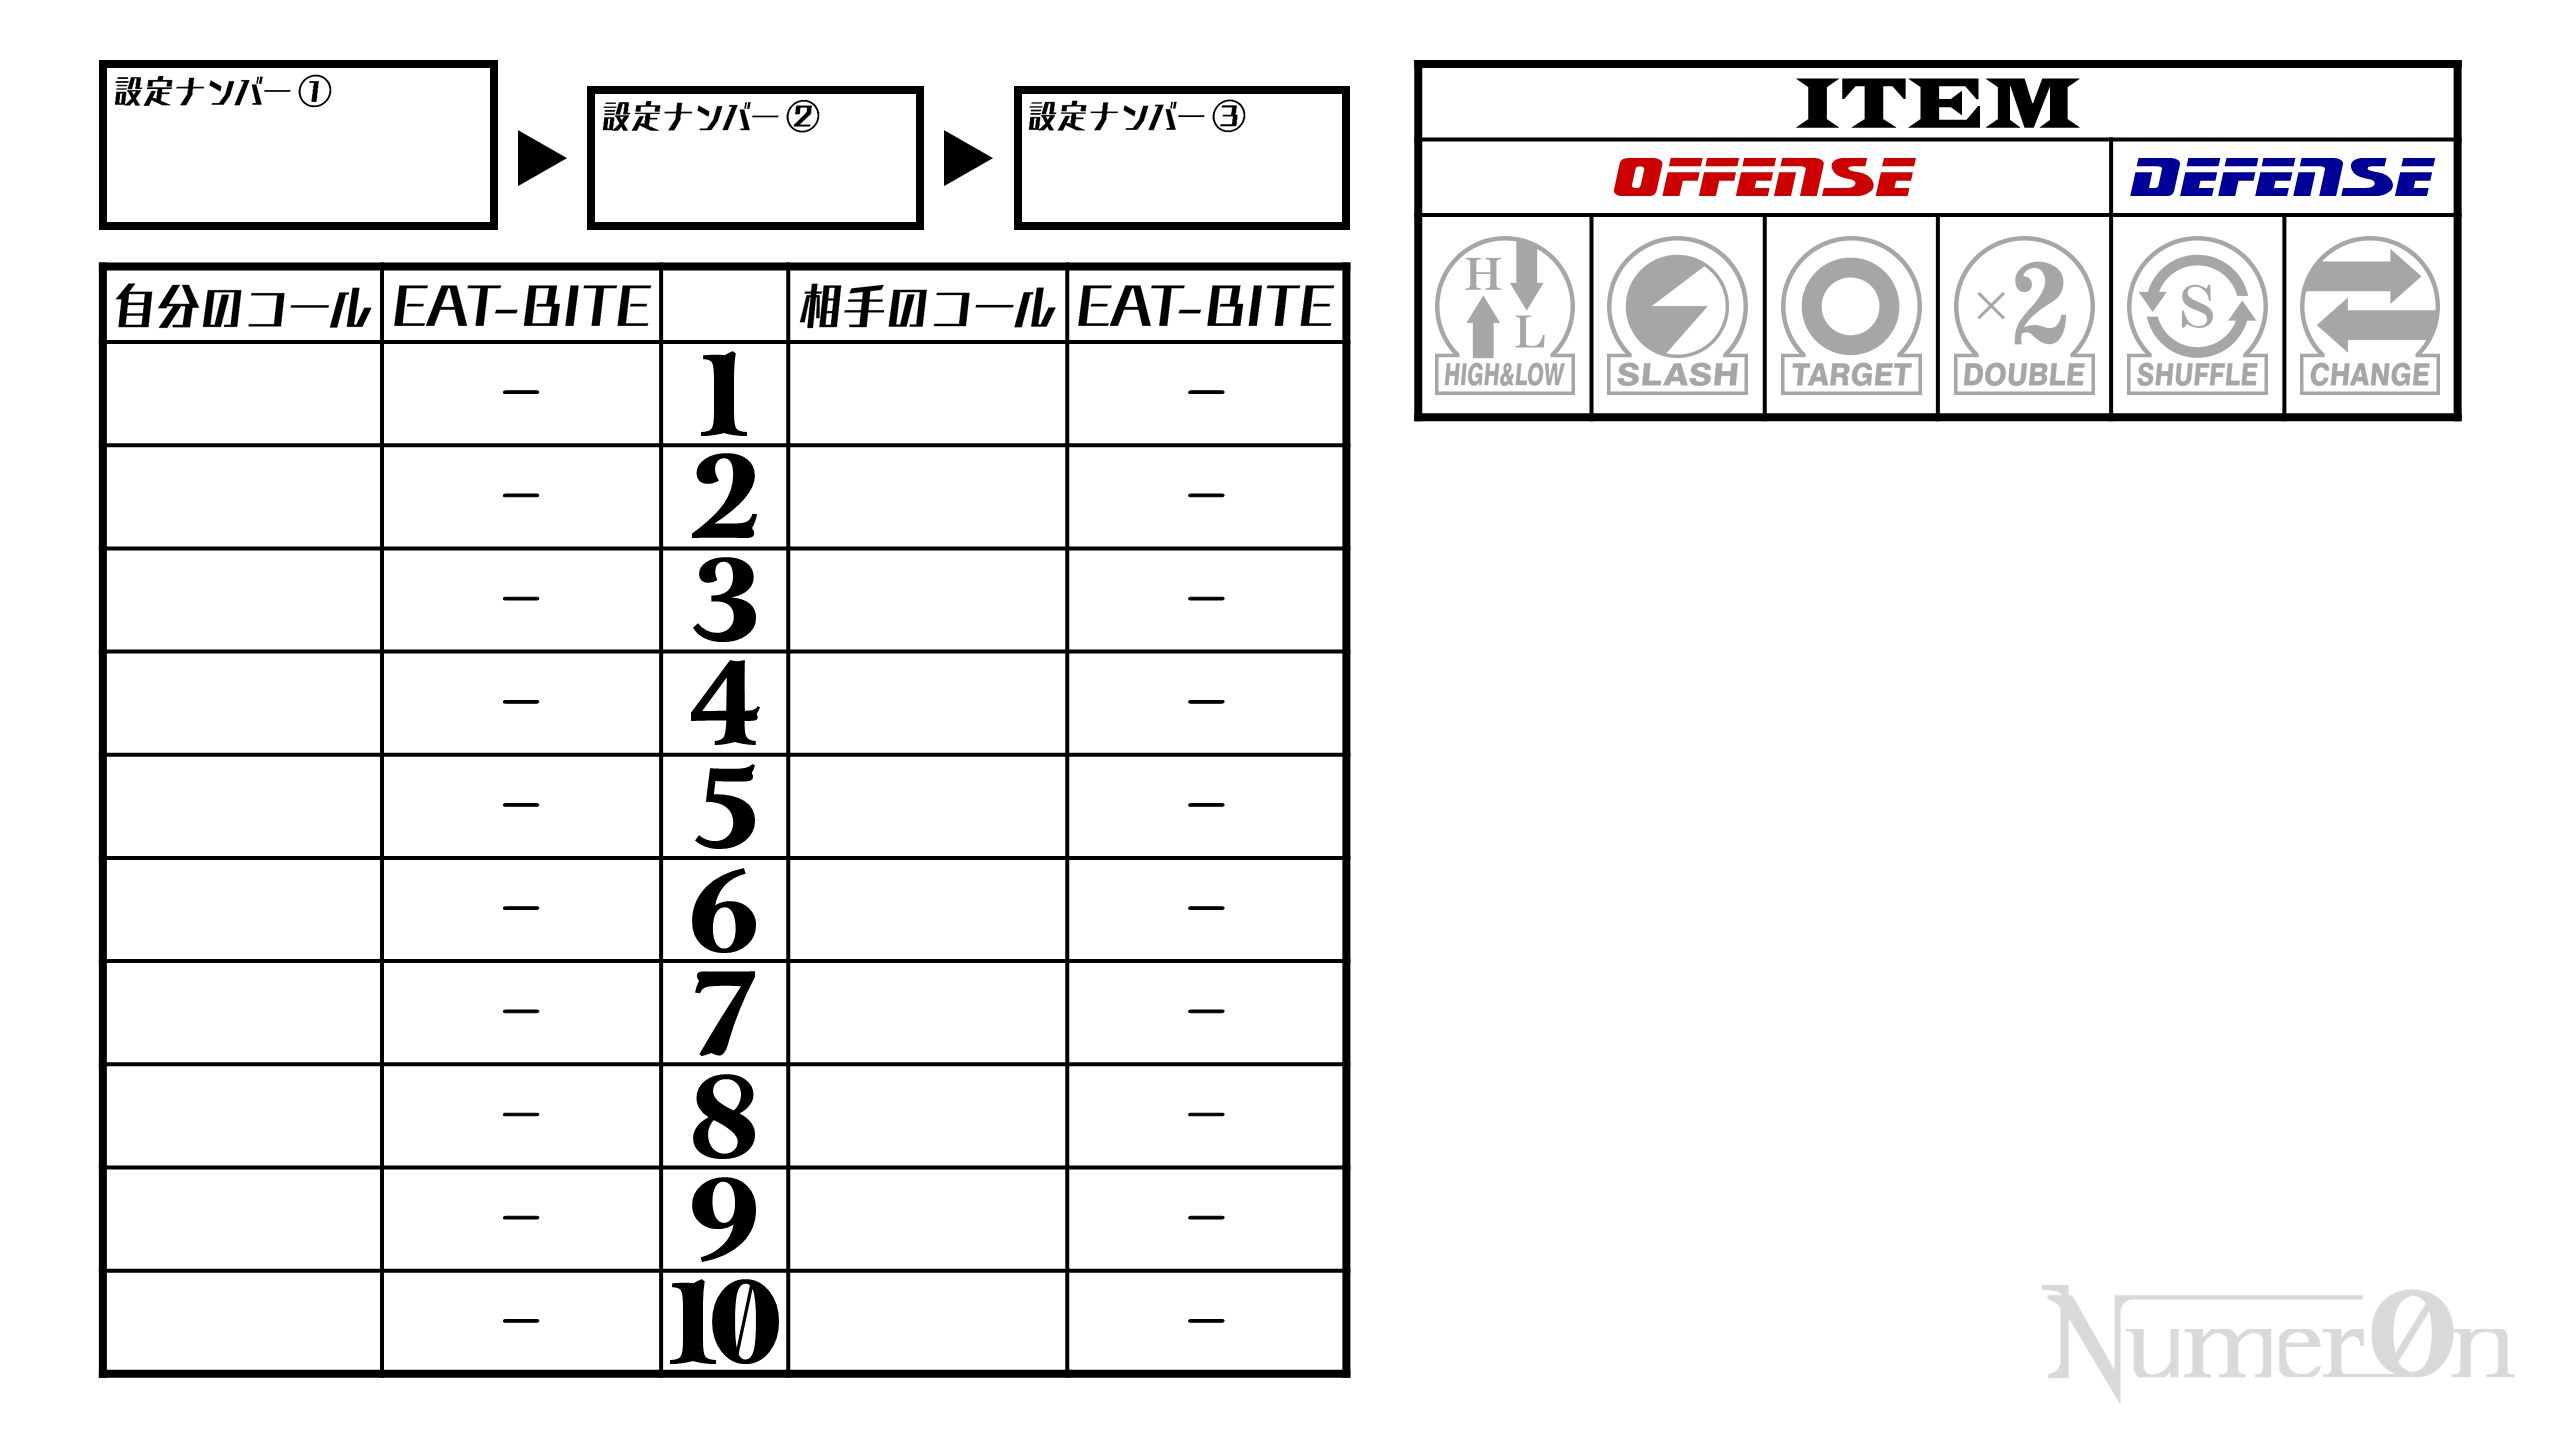 設定ナンバー①
設定ナンバー②
設定ナンバー③
自分のコール EAT-BITE 相手のコール EAT-BITE
- 1 -
- 2 -
- 3 -
- 4 -
- 5 -
- 6 -
- 7 -
- 8 -
- 9 -
- 10 -
ITEM
OFFENSE DEFENSE
H L ×2 S
HIGH&LOW SLASH TARGET DOUBLE SHUFFLE CHANGE
Numer0n